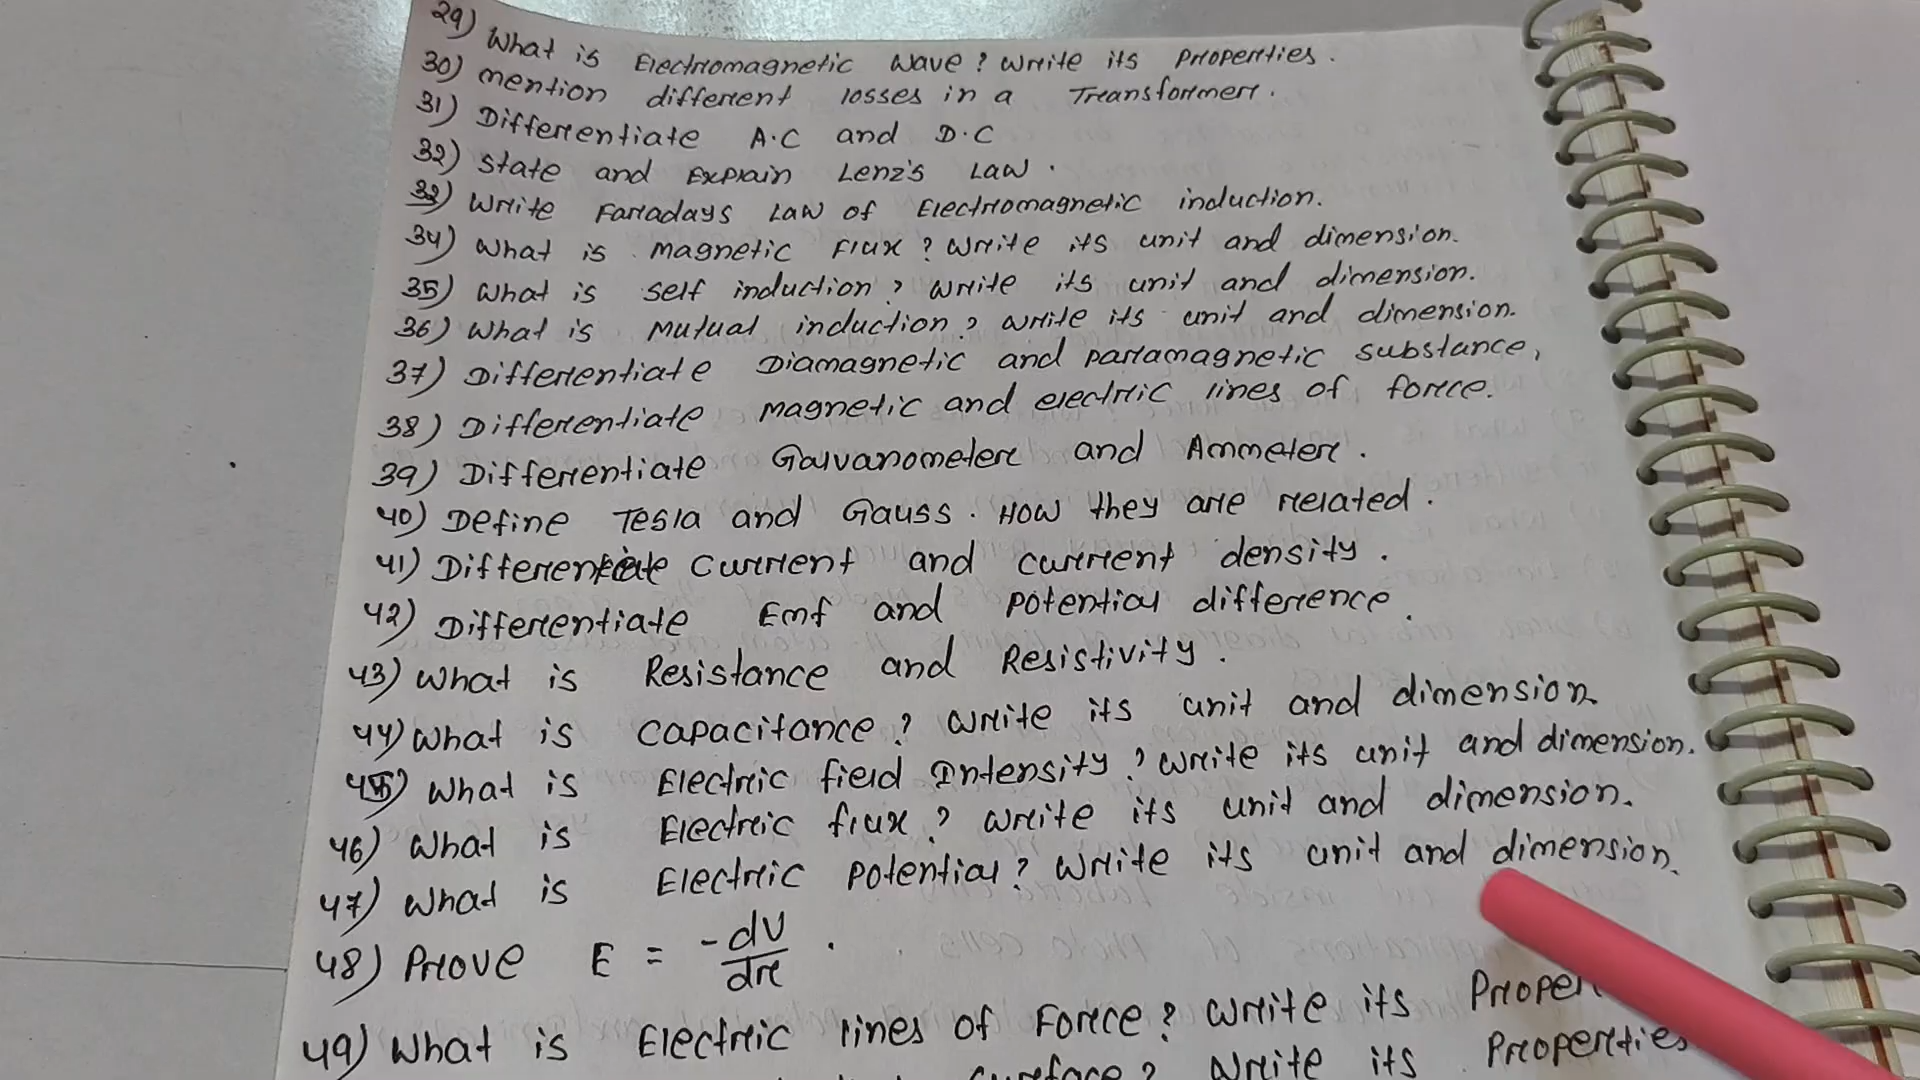 29) What is Electromagnetic Wave? Write its Properties.
30) mention different losses in a Transformer.
31) Differentiate A.C and D.C
32) State and Explain Lenz's Law.
33) Write Faradays Law of Electromagnetic induction.
34) What is magnetic Flux? Write its unit and dimension.
35) What is self induction? Write its unit and dimension.
36) What is Mutual induction? Write its unit and dimension.
37) Differentiate Diamagnetic and paramagnetic substance,
38) Differentiate magnetic and electric lines of force.
39) Differentiate Galvanometer and Ammeter.
40) Define Tesla and Gauss. How they are related.
41) Differentiate Current and current density.
42) Differentiate Emf and potential difference.
43) What is Resistance and Resistivity.
44) What is capacitance? Write its unit and dimension.
45) What is Electric field Intensity? Write its unit and dimension.
46) What is Electric flux? Write its unit and dimension.
47) What is Electric potential? Write its unit and dimension.
48) Prove E = -dV/dr.
49) What is Electric lines of Force? Write its
surface? Write its Properties